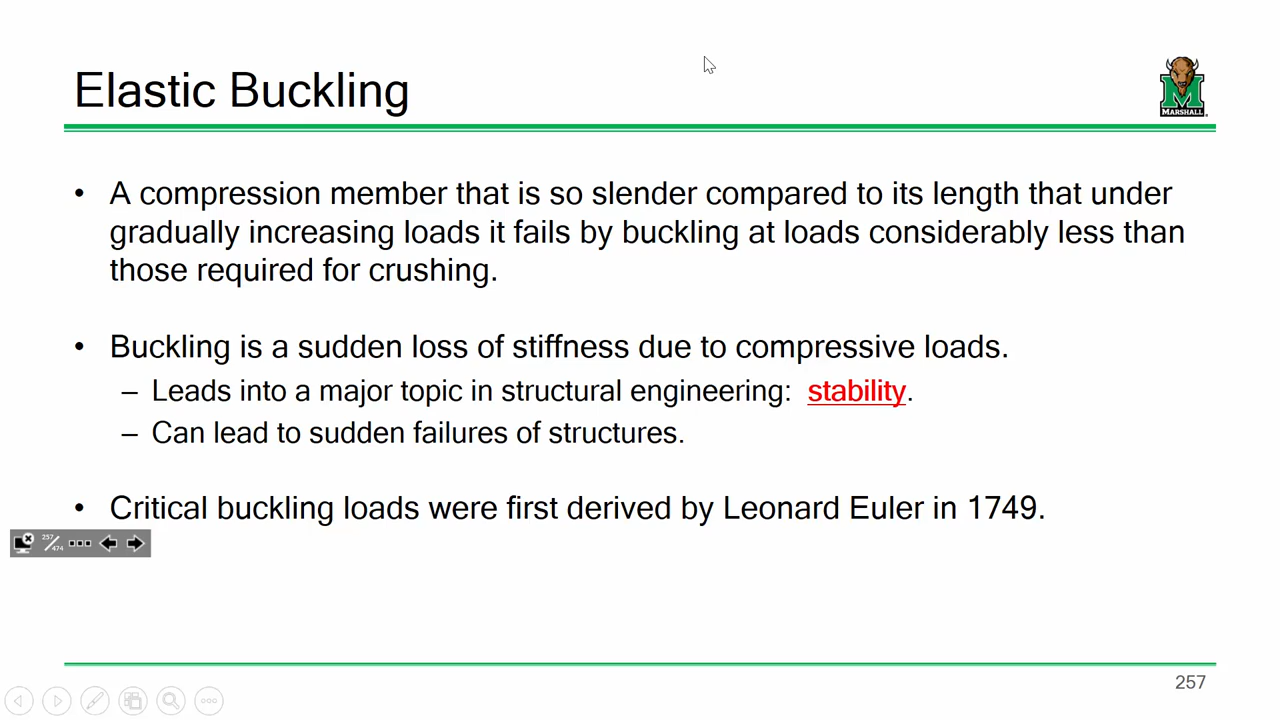 Elastic Buckling
M
MARSHALL
• A compression member that is so slender compared to its length that under
gradually increasing loads it fails by buckling at loads considerably less than
those required for crushing.
• Buckling is a sudden loss of stiffness due to compressive loads.
– Leads into a major topic in structural engineering: stability.
– Can lead to sudden failures of structures.
• Critical buckling loads were first derived by Leonard Euler in 1749.
257/474
257